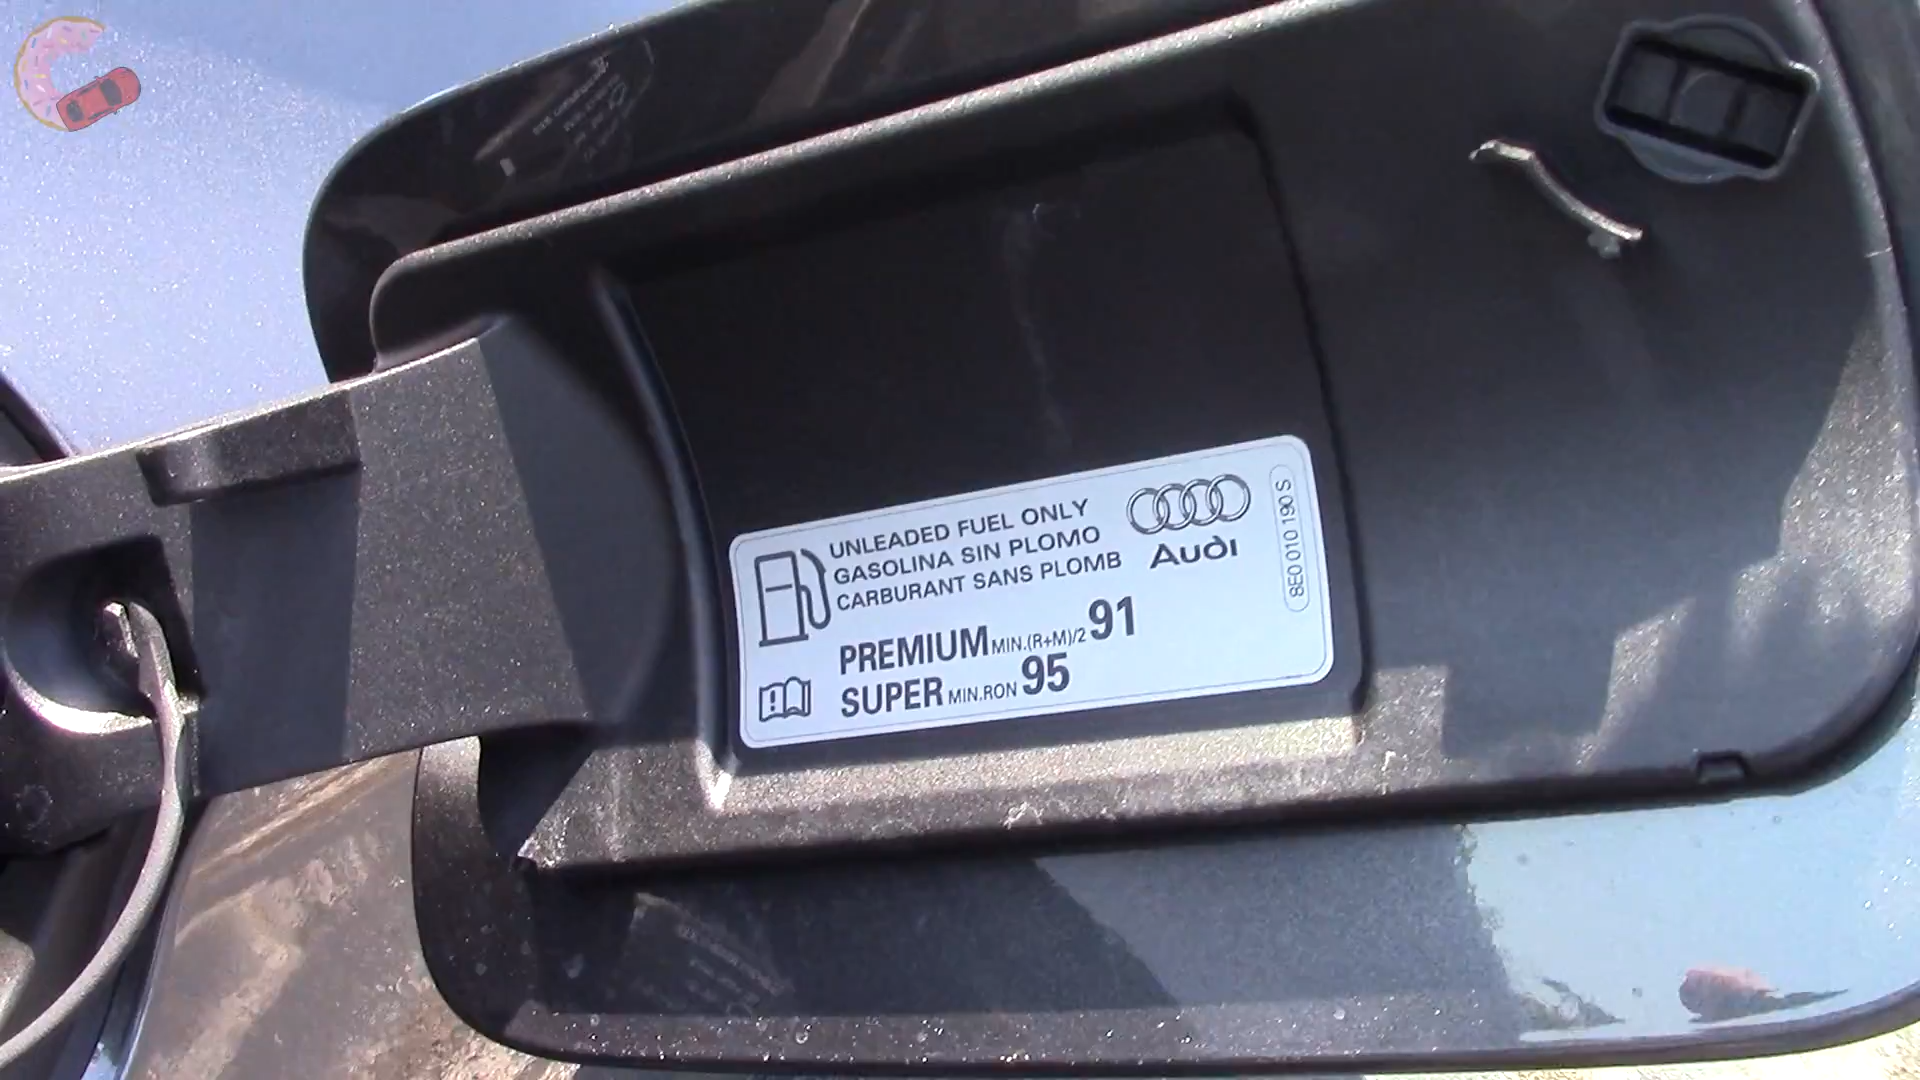 UNLEADED FUEL ONLY
GASOLINA SIN PLOMO
CARBURANT SANS PLOMB
Audi
8E0 010 190 S
PREMIUM MIN.(R+M)/2 91
SUPER MIN.RON 95